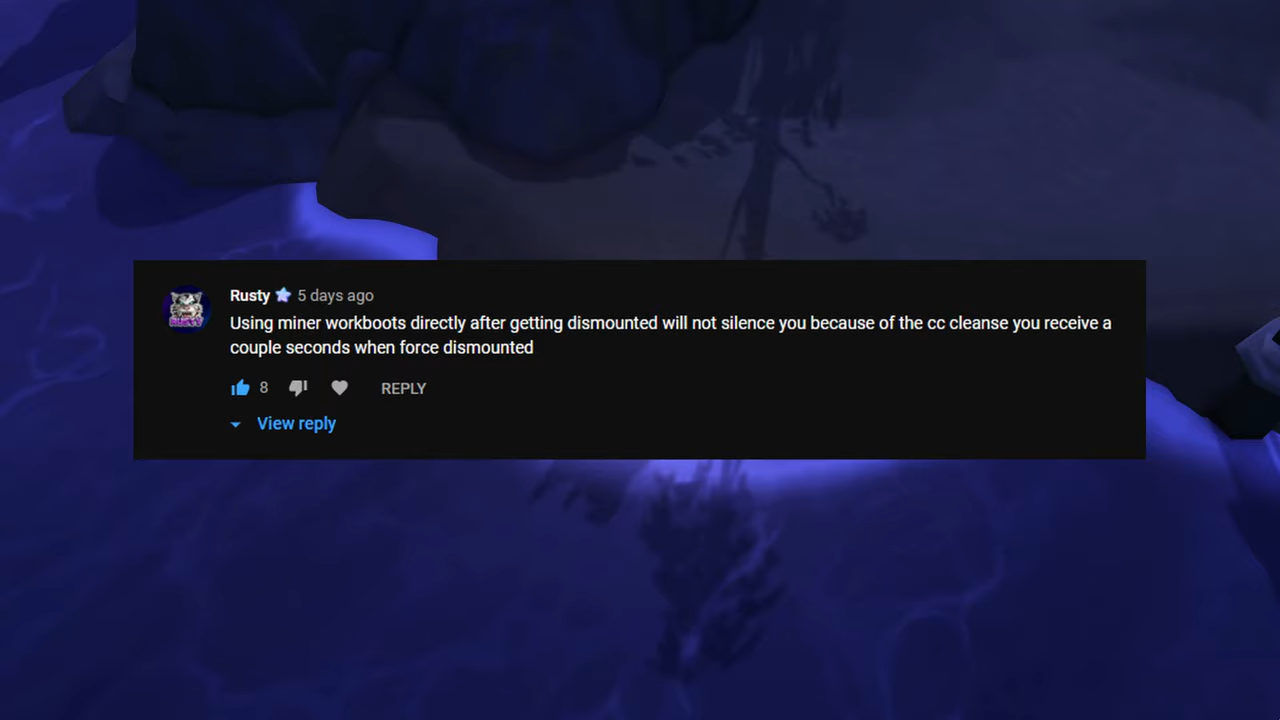 Rusty 5 days ago
Using miner workboots directly after getting dismounted will not silence you because of the cc cleanse you receive a
couple seconds when force dismounted
8 REPLY
View reply